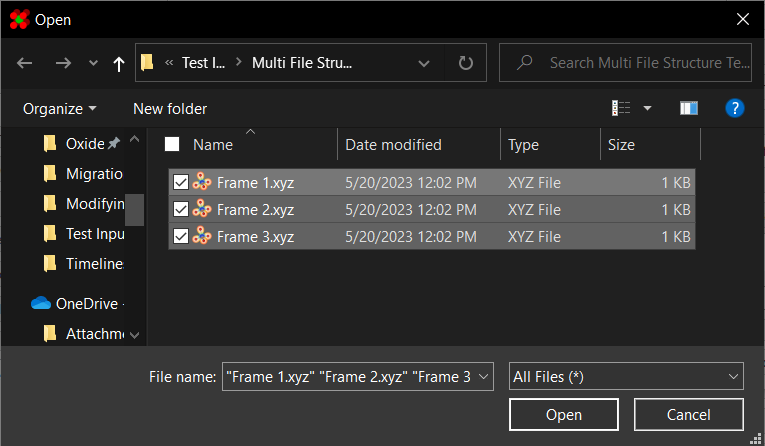 Open
« Test I... > Multi File Stru...
Search Multi File Structure Te...
Organize
New folder
?
Oxide
Migratio
Modifyin
Test Inpu
Timeline
OneDrive -
Attachme
Name Date modified Type Size
Frame 1.xyz 5/20/2023 12:02 PM XYZ File 1 KB
Frame 2.xyz 5/20/2023 12:02 PM XYZ File 1 KB
Frame 3.xyz 5/20/2023 12:02 PM XYZ File 1 KB
File name: "Frame 1.xyz" "Frame 2.xyz" "Frame 3
All Files (*)
Open
Cancel